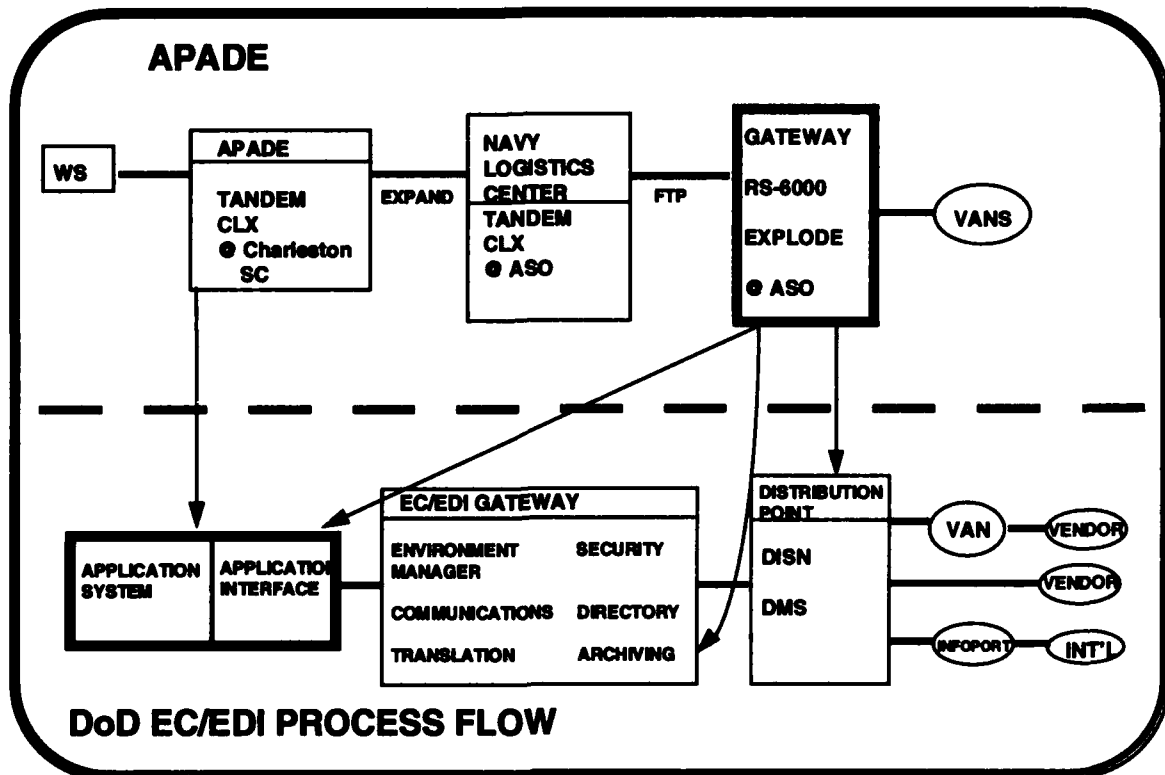 APADE
WS
APADE
TANDEM
CLX
@ Charleston
SC
EXPAND
NAVY
LOGISTICS
CENTER
TANDEM
CLX
@ ASO
FTP
GATEWAY
RS-6000
EXPLODE
@ ASO
VANS
APPLICATION
SYSTEM
APPLICATION
INTERFACE
EC/EDI GATEWAY
ENVIRONMENT
MANAGER
SECURITY
COMMUNICATIONS
DIRECTORY
TRANSLATION
ARCHIVING
DISTRIBUTION
POINT
DISN
DMS
VAN
VENDOR
VENDOR
INFOPORT
INT'L
DoD EC/EDI PROCESS FLOW